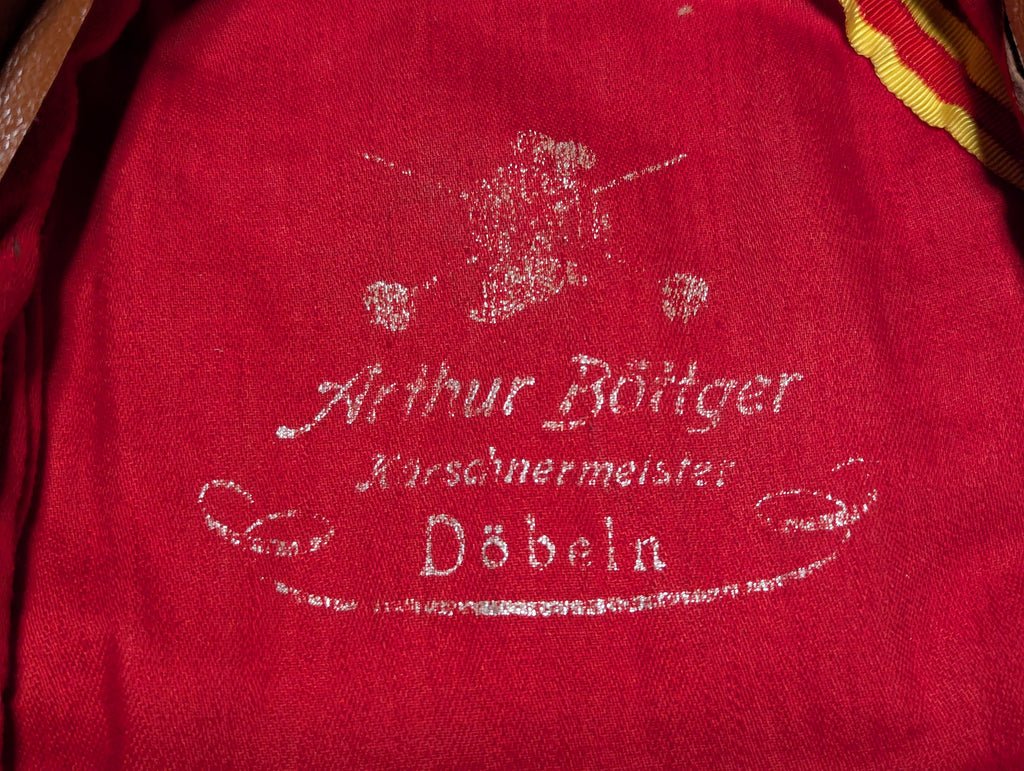 Arthur Böttger
Kürschnermeister
Döbeln